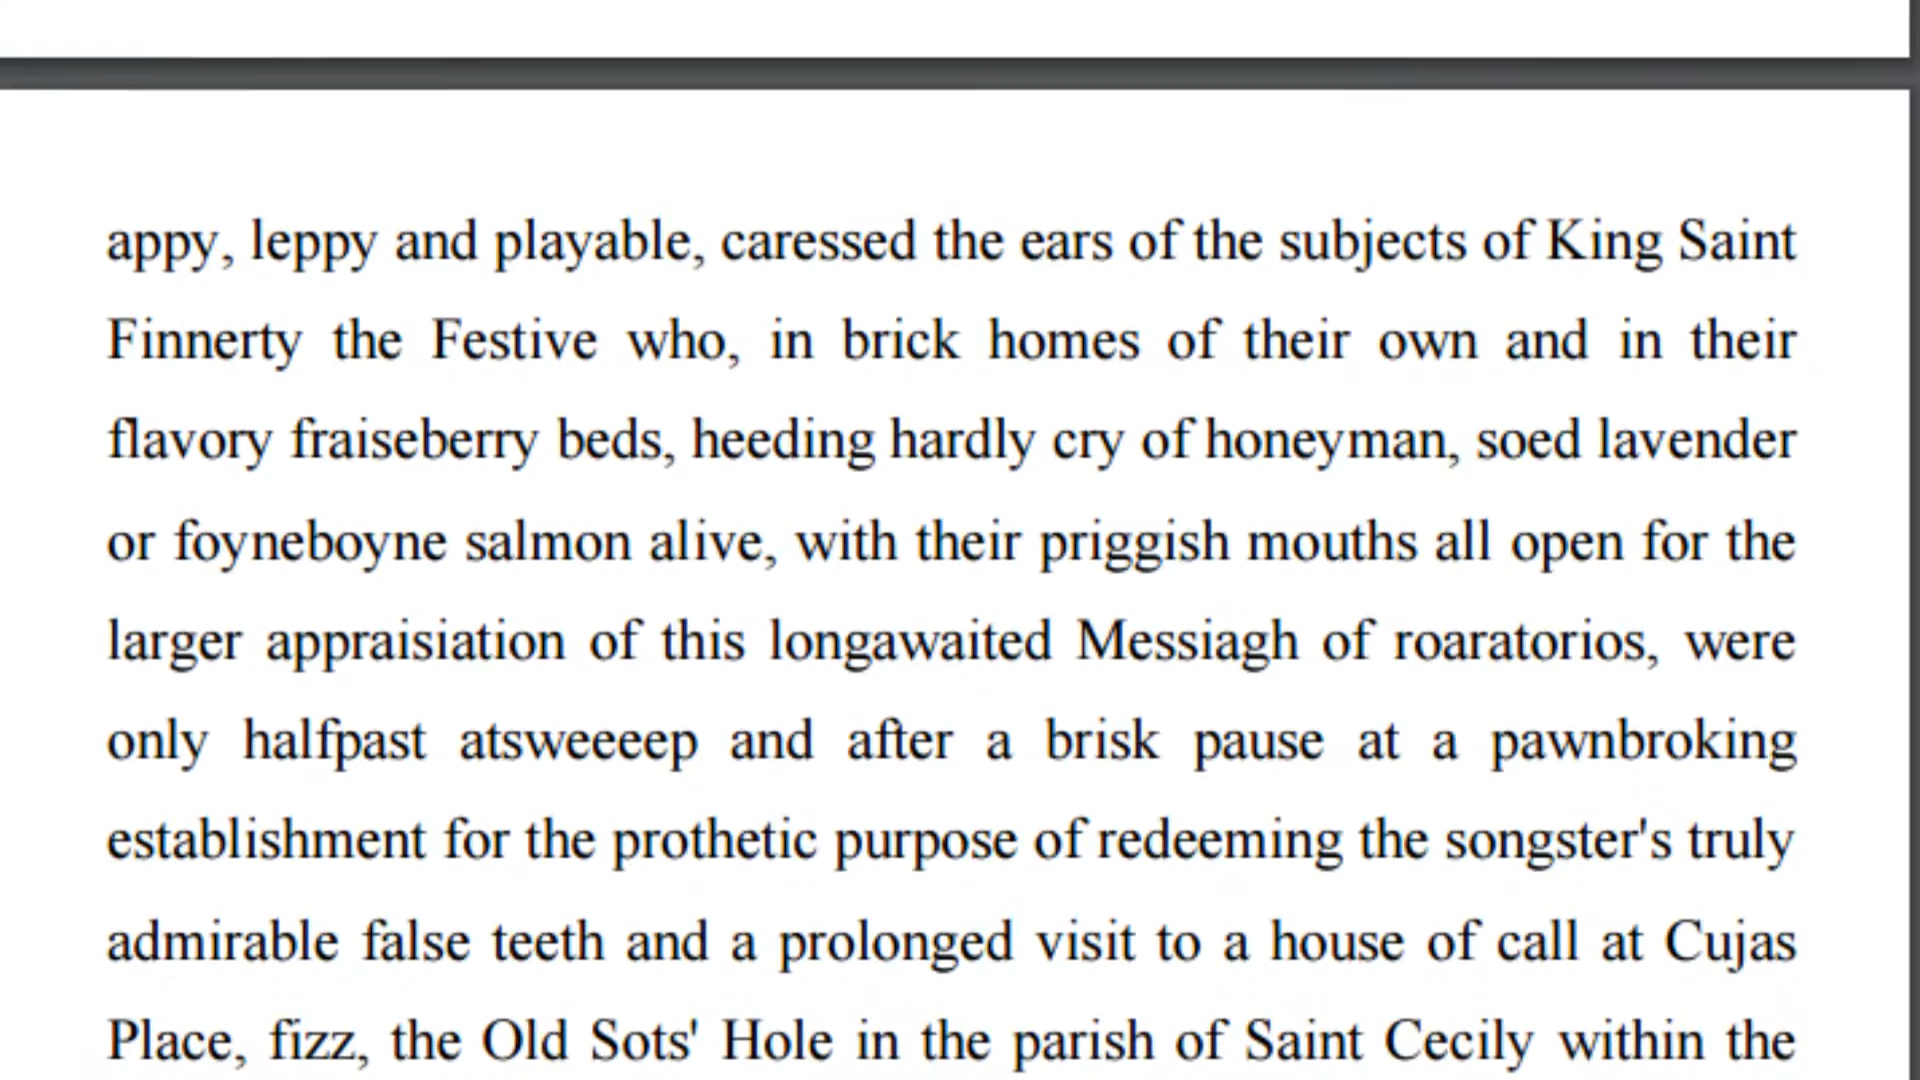 appy, leppy and playable, caressed the ears of the subjects of King Saint
Finnerty the Festive who, in brick homes of their own and in their
flavory fraiseberry beds, heeding hardly cry of honeyman, soed lavender
or foyneboyne salmon alive, with their priggish mouths all open for the
larger appraisiation of this longawaited Messiagh of roaratorios, were
only halfpast atsweeeep and after a brisk pause at a pawnbroking
establishment for the prothetic purpose of redeeming the songster's truly
admirable false teeth and a prolonged visit to a house of call at Cujas
Place, fizz, the Old Sots' Hole in the parish of Saint Cecily within the